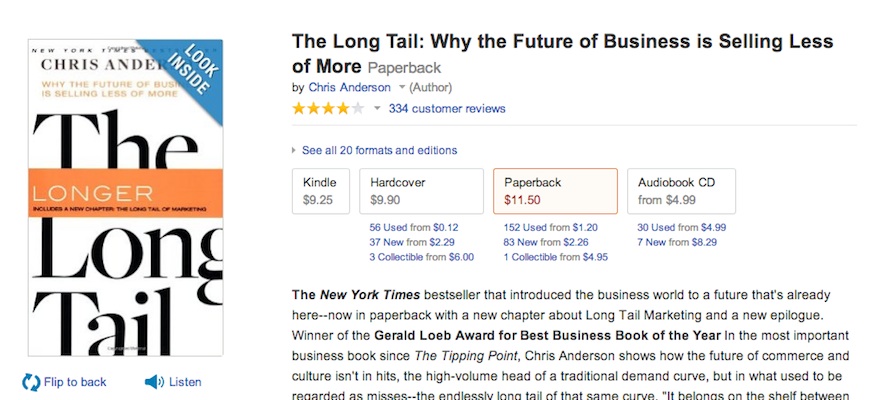 NEW YORK TIMES BESTSELLER
CHRIS ANDER
LOOK
INSIDE
WHY THE FUTURE OF BUSI
IS SELLING LESS OF MORE
The
LONGER
INCLUDES A NEW CHAPTER: THE LONG TAIL OF MARKETING
Long
Tail
Flip to back
Listen
The Long Tail: Why the Future of Business is Selling Less
of More Paperback
by Chris Anderson (Author)
334 customer reviews
See all 20 formats and editions
Kindle
$9.25
Hardcover
$9.90
56 Used from $0.12
37 New from $2.29
3 Collectible from $6.00
Paperback
$11.50
152 Used from $1.20
83 New from $2.26
1 Collectible from $4.95
Audiobook CD
from $4.99
30 Used from $4.99
7 New from $8.29
The New York Times bestseller that introduced the business world to a future that's already
here--now in paperback with a new chapter about Long Tail Marketing and a new epilogue.
Winner of the Gerald Loeb Award for Best Business Book of the Year In the most important
business book since The Tipping Point, Chris Anderson shows how the future of commerce and
culture isn't in hits, the high-volume head of a traditional demand curve, but in what used to be
regarded as misses--the endlessly long tail of that same curve. "It belongs on the shelf between